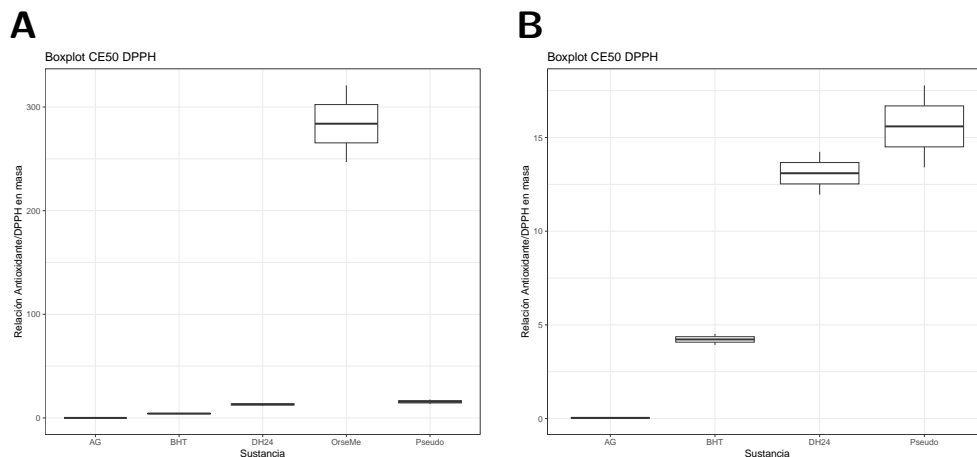 A
Boxplot CE50 DPPH
Relación Antioxidante/DPPH en masa
300
200
100
0
AG BHT DH24 OrseMe Pseudo
Sustancia
B
Boxplot CE50 DPPH
Relación Antioxidante/DPPH en masa
15
10
5
0
AG BHT DH24 Pseudo
Sustancia